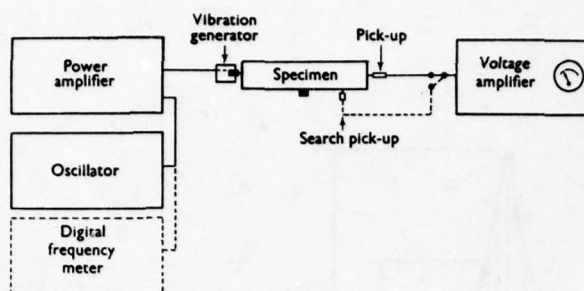 Vibration
generator
Pick-up
Power
amplifier
Specimen
Voltage
amplifier
Search pick-up
Oscillator
Digital
frequency
meter